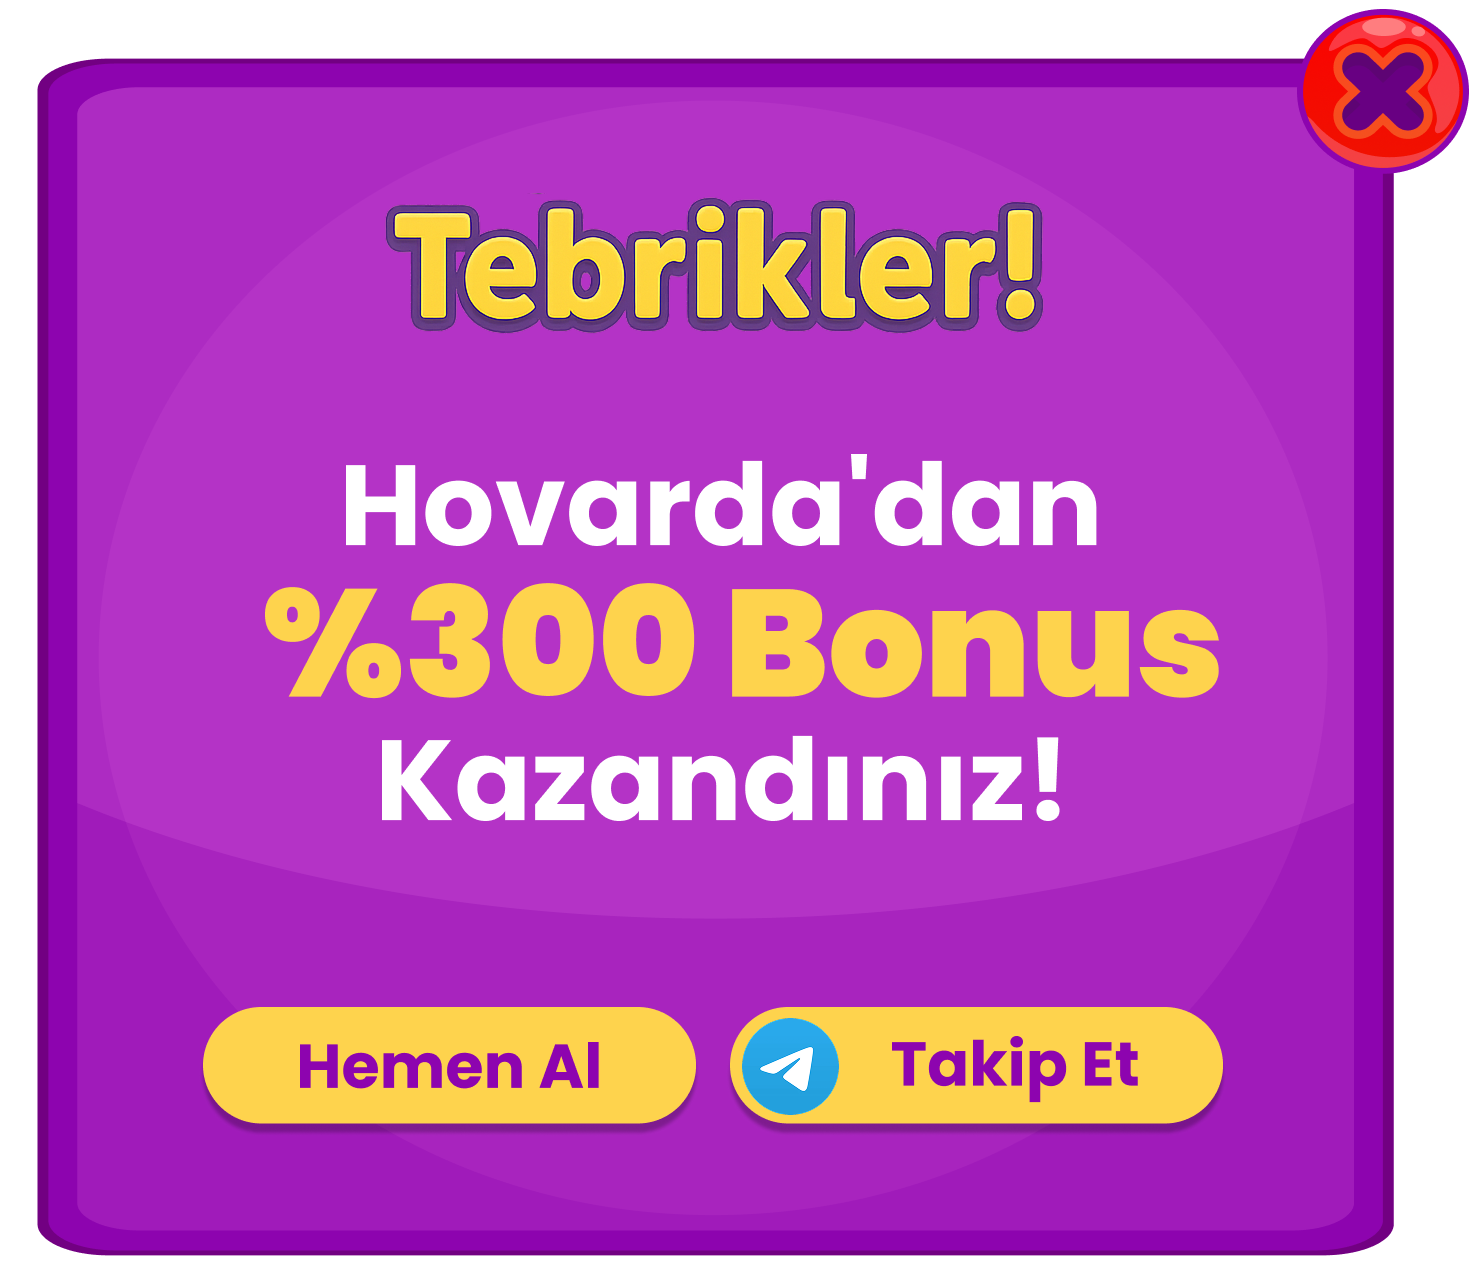 Tebrikler!
Hovarda'dan
%300 Bonus
Kazandınız!
Hemen Al
Takip Et